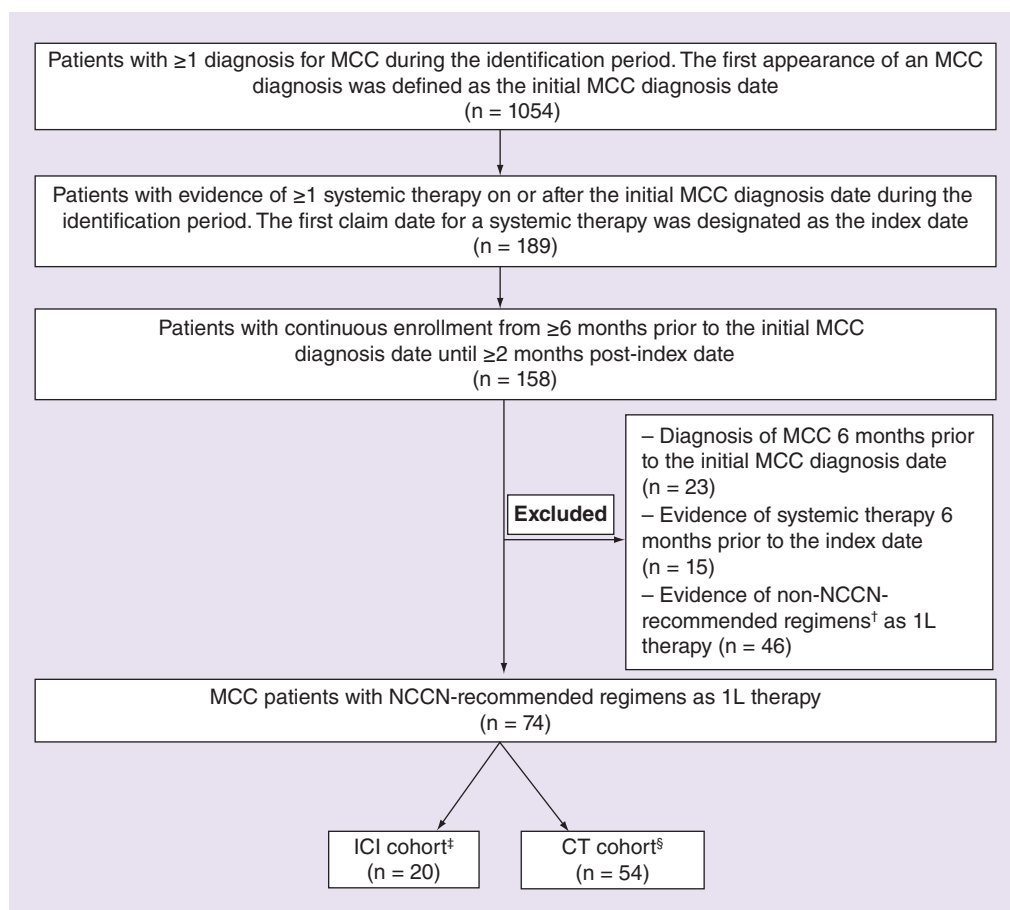 Patients with ≥1 diagnosis for MCC during the identification period. The first appearance of an MCC
diagnosis was defined as the initial MCC diagnosis date
(n = 1054)
Patients with evidence of ≥1 systemic therapy on or after the initial MCC diagnosis date during the
identification period. The first claim date for a systemic therapy was designated as the index date
(n = 189)
Patients with continuous enrollment from ≥6 months prior to the initial MCC
diagnosis date until ≥2 months post-index date
(n = 158)
Excluded
– Diagnosis of MCC 6 months prior
to the initial MCC diagnosis date
(n = 23)
– Evidence of systemic therapy 6
months prior to the index date
(n = 15)
– Evidence of non-NCCN-
recommended regimens† as 1L
therapy (n = 46)
MCC patients with NCCN-recommended regimens as 1L therapy
(n = 74)
ICI cohort‡
(n = 20)
CT cohort§
(n = 54)